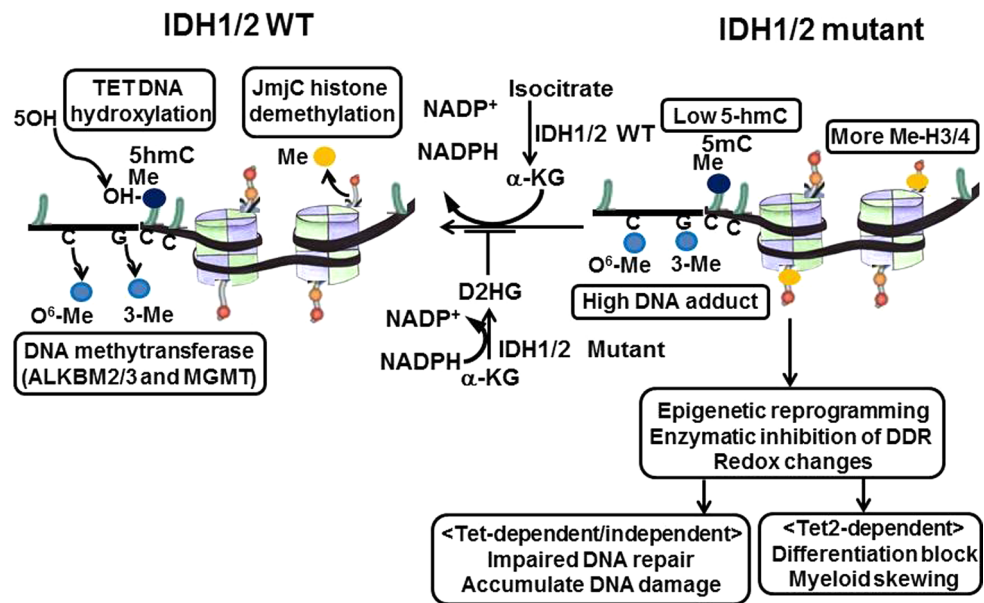 IDH1/2 WT
IDH1/2 mutant
TET DNA
hydroxylation
JmjC histone
demethylation
5OH
5hmC
Me
OH-
Me
C
G
C
C
O⁶-Me
3-Me
DNA methytransferase
(ALKBM2/3 and MGMT)
Isocitrate
NADP⁺
IDH1/2 WT
NADPH
α-KG
D2HG
NADP⁺
NADPH
IDH1/2 Mutant
α-KG
Low 5-hmC
5mC
Me
More Me-H3/4
C
G
C
C
O⁶-Me
3-Me
High DNA adduct
Epigenetic reprogramming
Enzymatic inhibition of DDR
Redox changes
<Tet-dependent/independent>
Impaired DNA repair
Accumulate DNA damage
<Tet2-dependent>
Differentiation block
Myeloid skewing